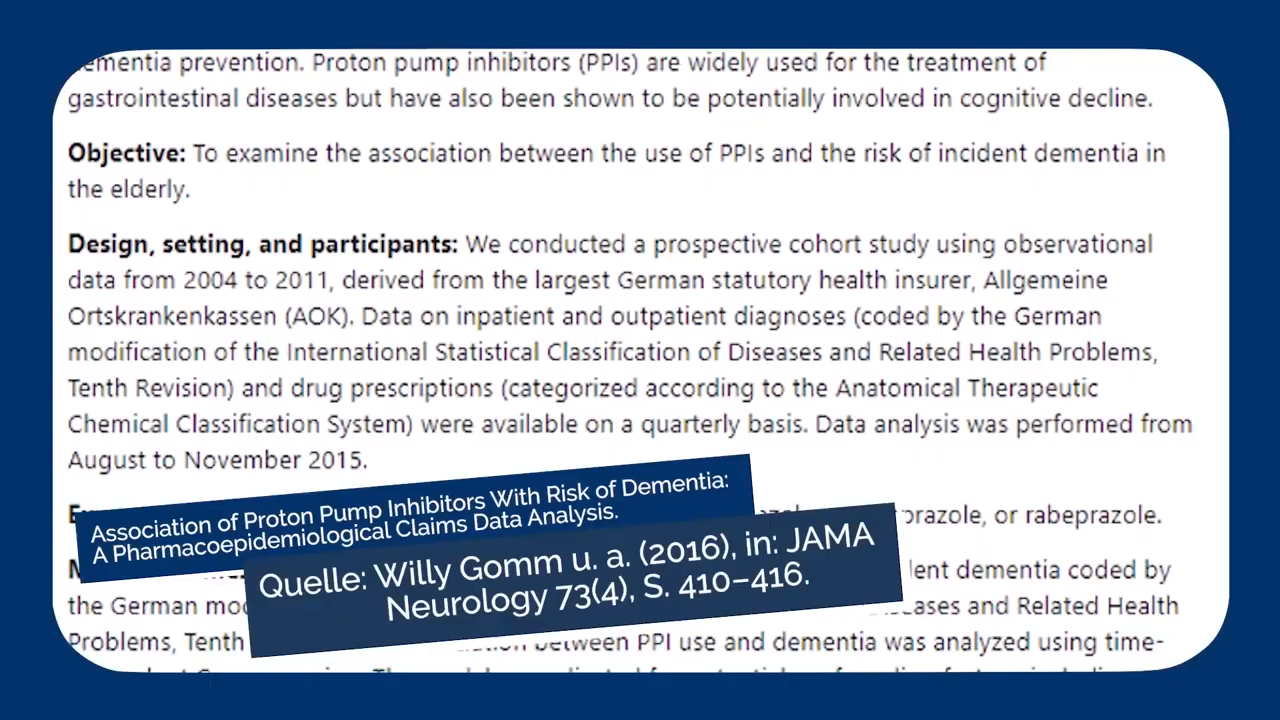 dementia prevention. Proton pump inhibitors (PPIs) are widely used for the treatment of
gastrointestinal diseases but have also been shown to be potentially involved in cognitive decline.
Objective: To examine the association between the use of PPIs and the risk of incident dementia in
the elderly.
Design, setting, and participants: We conducted a prospective cohort study using observational
data from 2004 to 2011, derived from the largest German statutory health insurer, Allgemeine
Ortskrankenkassen (AOK). Data on inpatient and outpatient diagnoses (coded by the German
modification of the International Statistical Classification of Diseases and Related Health Problems,
Tenth Revision) and drug prescriptions (categorized according to the Anatomical Therapeutic
Chemical Classification System) were available on a quarterly basis. Data analysis was performed from
August to November 2015.
or rabeprazole.
Association of Proton Pump Inhibitors With Risk of Dementia:
A Pharmacoepidemiological Claims Data Analysis.
Quelle: Willy Gomm u. a. (2016), in: JAMA
Neurology 73(4), S. 410–416.
dementia coded by
the German and Related Health
Problems, Tenth between PPI use and dementia was analyzed using time-